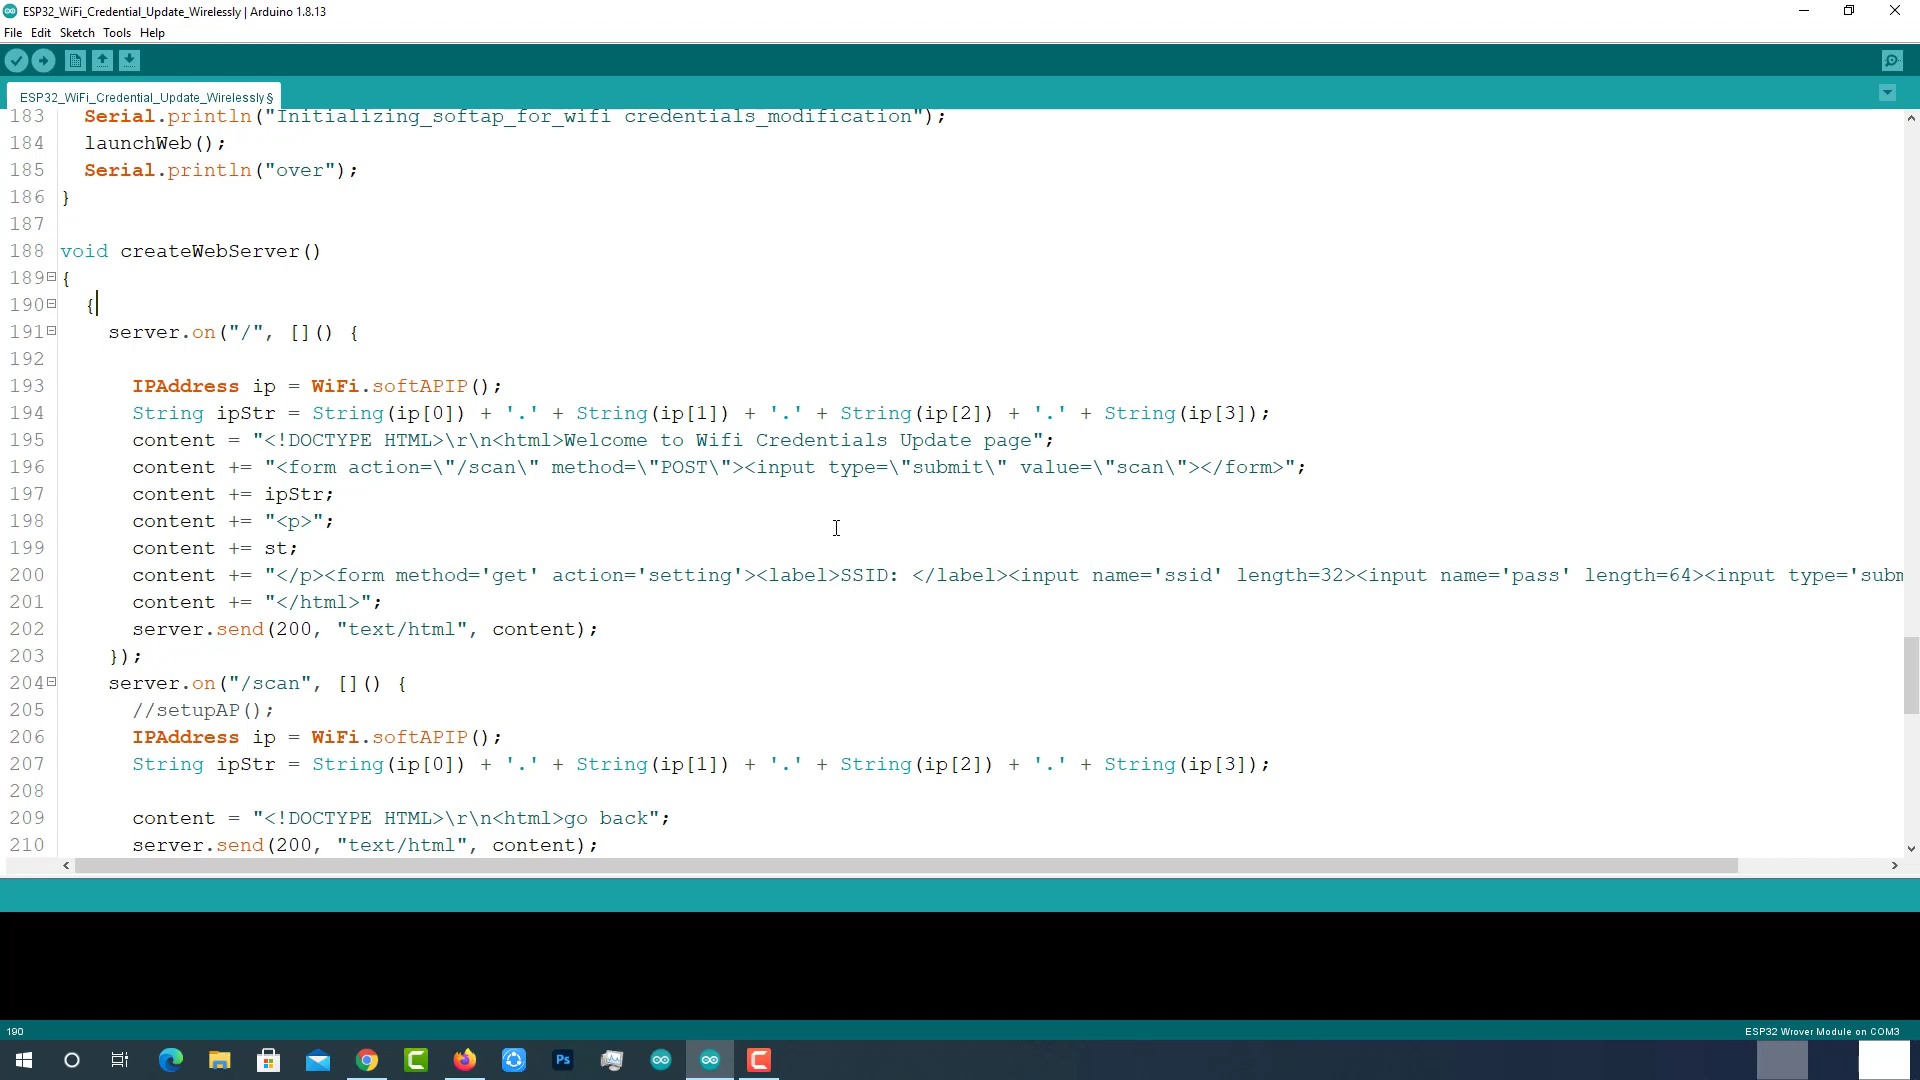 ESP32_WiFi_Credential_Update_Wirelessly | Arduino 1.8.13
File Edit Sketch Tools Help
ESP32_WiFi_Credential_Update_Wirelessly§
183 Serial.println("Initializing_softap_for_wifi credentials_modification");
184 launchWeb();
185 Serial.println("over");
186 }
187
188 void createWebServer()
189 {
190 {
191 server.on("/", []() {
192
193 IPAddress ip = WiFi.softAPIP();
194 String ipStr = String(ip[0]) + '.' + String(ip[1]) + '.' + String(ip[2]) + '.' + String(ip[3]);
195 content = "<!DOCTYPE HTML>\r\n<html>Welcome to Wifi Credentials Update page";
196 content += "<form action=\"/scan\" method=\"POST\"><input type=\"submit\" value=\"scan\"></form>";
197 content += ipStr;
198 content += "<p>";
199 content += st;
200 content += "</p><form method='get' action='setting'><label>SSID: </label><input name='ssid' length=32><input name='pass' length=64><input type='subm
201 content += "</html>";
202 server.send(200, "text/html", content);
203 });
204 server.on("/scan", []() {
205 //setupAP();
206 IPAddress ip = WiFi.softAPIP();
207 String ipStr = String(ip[0]) + '.' + String(ip[1]) + '.' + String(ip[2]) + '.' + String(ip[3]);
208
209 content = "<!DOCTYPE HTML>\r\n<html>go back";
210 server.send(200, "text/html", content);
190 ESP32 Wrover Module on COM3
Ps